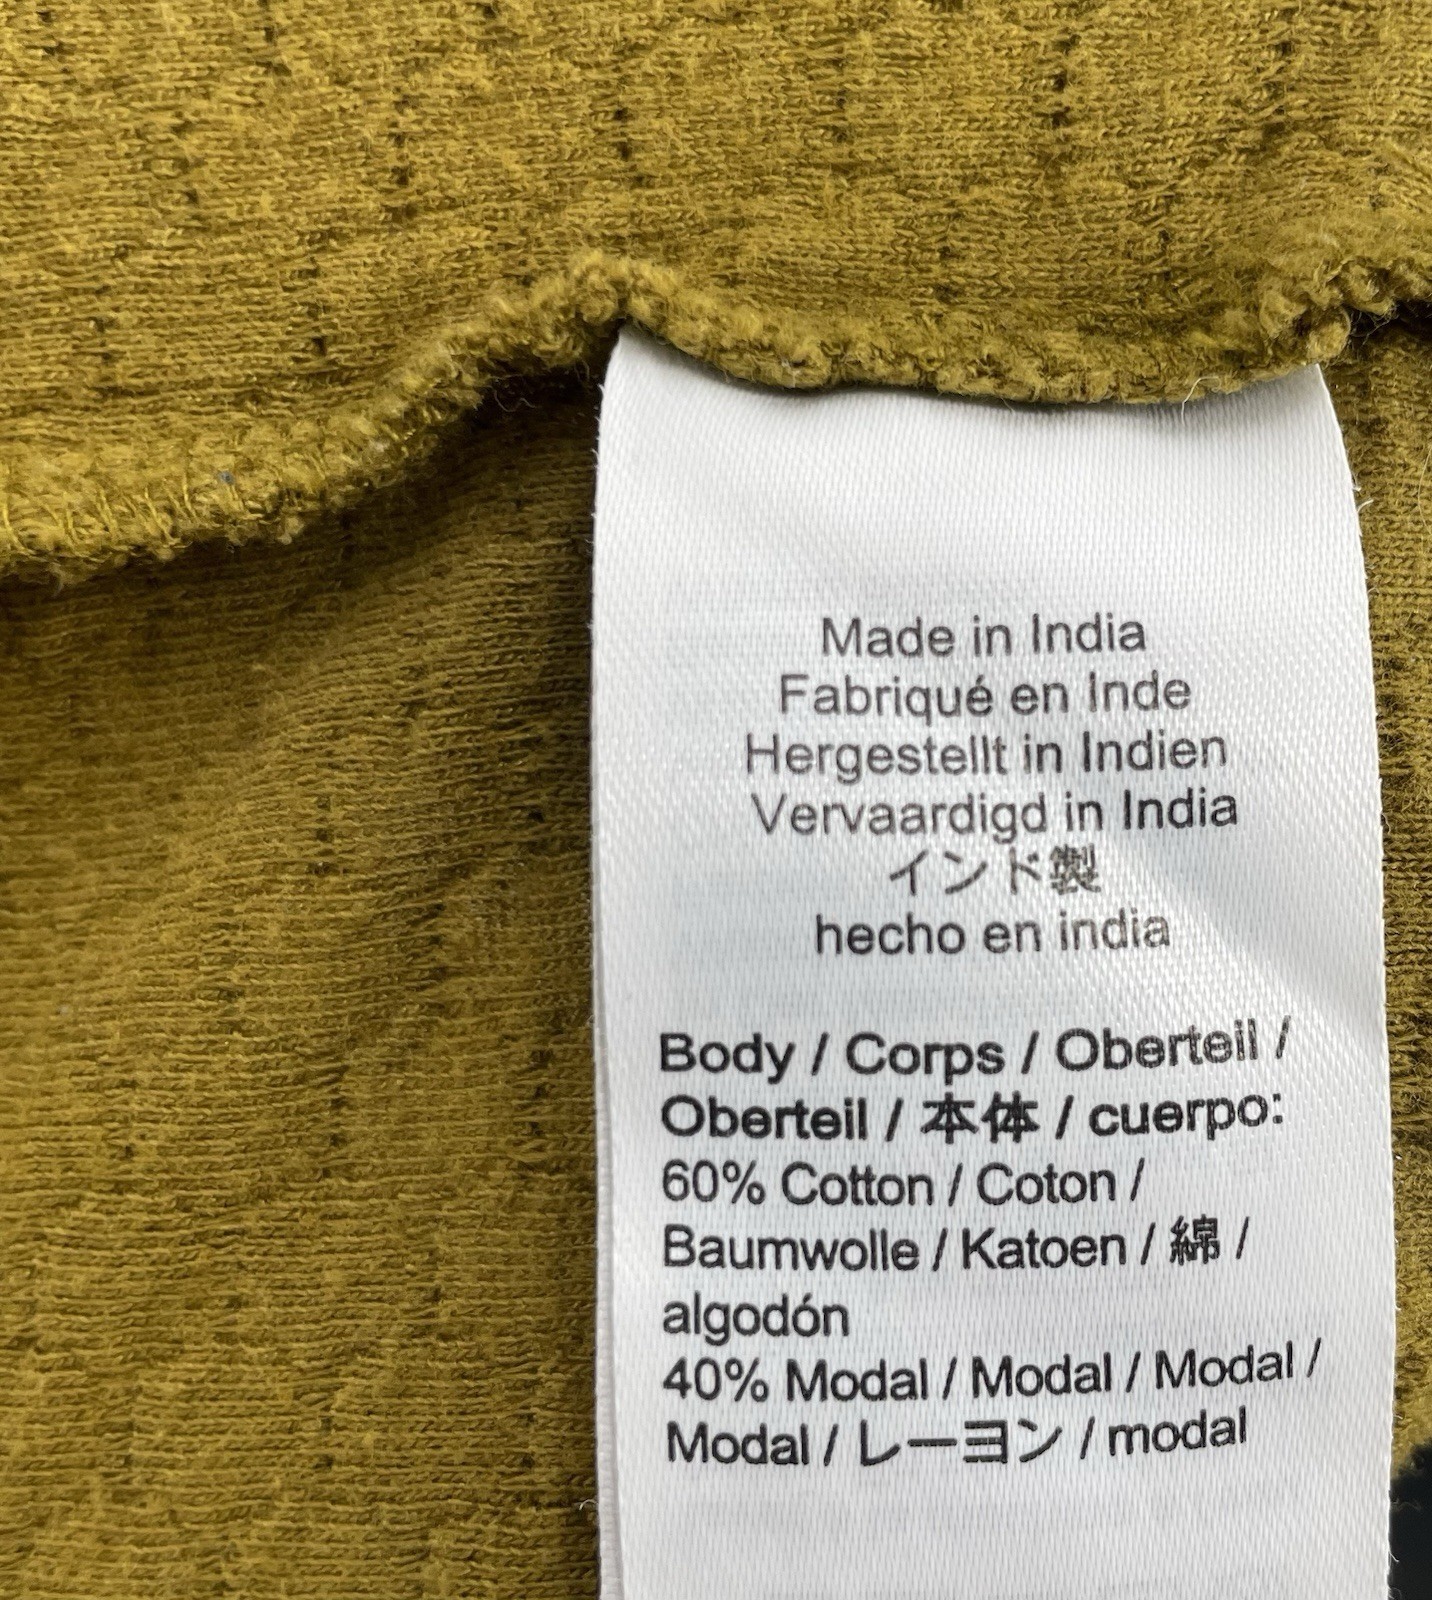 Made in India
Fabriqué en Inde
Hergestellt in Indien
Vervaardigd in India
インド製
hecho en india
Body / Corps / Oberteil /
Oberteil / 本体 / cuerpo:
60% Cotton / Coton /
Baumwolle / Katoen / 綿 /
algodón
40% Modal / Modal / Modal /
Modal / レーヨン / modal